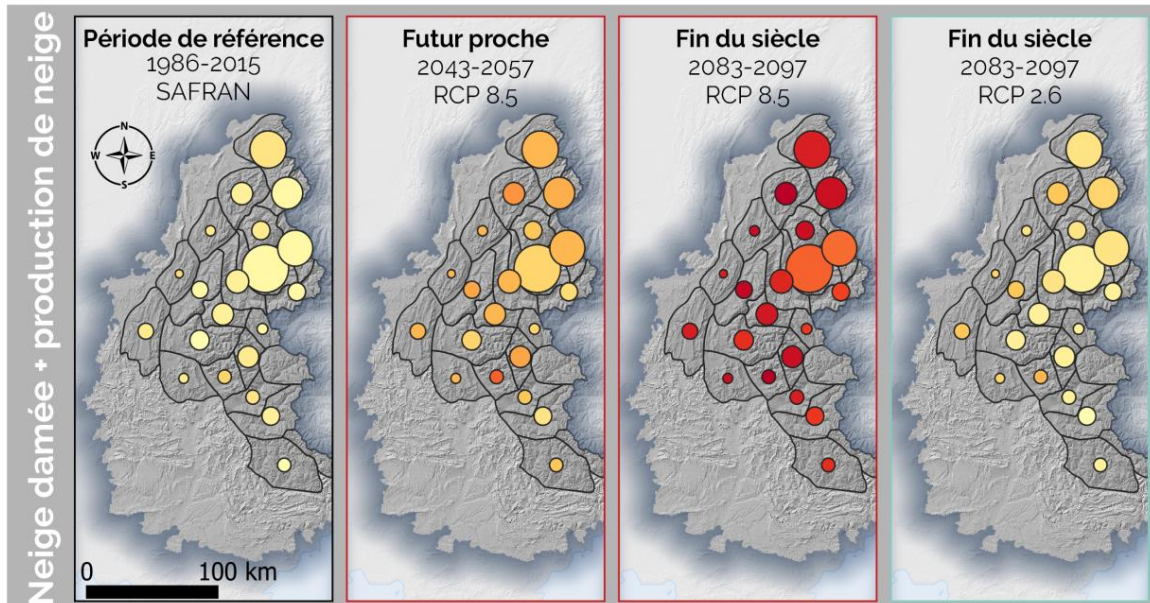 Neige damée + production de neige
Période de référence
1986-2015
SAFRAN
N
W E
S
0 100 km
Futur proche
2043-2057
RCP 8.5
Fin du siècle
2083-2097
RCP 8.5
Fin du siècle
2083-2097
RCP 2.6